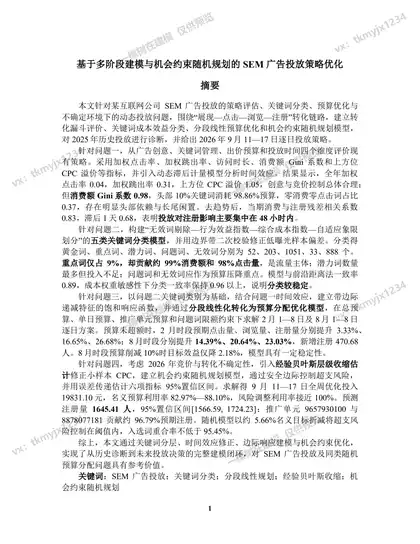 vx: tkmyjx1234
基于多阶段建模与机会约束随机规划的 SEM 广告投放策略优化
摘要
本文针对某互联网公司 SEM 广告投放的策略评估、关键词分类、预算优化与
不确定环境下的动态投放问题，围绕“展现—点击—浏览—注册”转化链路，建立转
化漏斗评价、关键词成本效益分类、分段线性预算优化和机会约束随机规划模型，
对 2025 年历史投放进行诊断，并给出 2026 年 9 月 11—17 日逐日投放策略。
针对问题一，从广告创意、关键词管理、出价预算和投放时间四个维度评价现
有策略。采用加权点击率、加权跳出率、访问时长、消费额 Gini 系数和上方位
CPC 溢价等指标，并引入动态滞后计量模型分析时间效应。结果显示，全年加权
点击率 0.04，加权跳出率 0.31，上方位 CPC 溢价 1.05，创意与竞价控制总体合理；
但消费额 Gini 系数 0.98，头部 10%关键词消耗 98.86%预算，零消费零点击词占比
0.37，存在明显头部依赖与长尾闲置。去趋势后，当期消费与注册残差相关系数
0.83，滞后 1 天 0.68，表明投放对注册影响主要集中在 48 小时内。
针对问题二，构建“无效词剔除—行为效益指数—综合成本指数—自适应象限
划分”的五类关键词分类模型，并用边界带二次校验修正低曝光样本偏差。分类得
黄金词、重点词、潜力词、问题词、无效词分别为 52、203、1051、33、888 个。
重点词仅占 9%，却贡献约 99%消费额和 98%点击量，是流量主体；潜力词数量
最多但投入不足；问题词和无效词应作为预算压降重点。模型与前沿距离法一致率
0.89，成本权重敏感性下分类一致率保持 0.96 以上，说明分类较稳定。
针对问题三，以问题二关键词类别为基础，结合问题一时间效应，建立带边际
递减特征的饱和响应函数，并通过分段线性化转化为预算分配优化模型，在总预
算、单日预算、推广单元预算和问题词限额约束下求解 2 月 1—8 日及 8 月 1—8 日
逐日方案。预算未超额时，2 月时段预期点击量、浏览量、注册量分别提升 3.33%、
16.65%、26.68%；8 月时段分别提升 14.39%、20.64%、23.03%，新增注册 470.68
人。8 月时段预算削减 10%时目标效益仅降 2.18%，模型具有一定稳定性。
针对问题四，考虑 2026 年竞价与转化不确定性，引入经验贝叶斯层级收缩估
计修正小样本 CPC，建立机会约束随机规划模型，通过安全边际控制超支风险，
并用误差传递估计六项指标 95%置信区间。求解得 9 月 11—17 日全周优化投入
19831.10 元，名义预算利用率 82.97%—88.10%，风险调整利用率接近 100%。预测
注册量 1645.41 人，95%置信区间[1566.59, 1724.23]；推广单元 9657930100 与
8878077181 贡献约 96.79%预期注册。随机模型以约 5.66%名义目标折减将超支风
险控制在阈值内，入选词重合率不低于 95.45%。
综上，本文通过关键词分层、时间效应修正、边际响应建模与机会约束优化，
实现了从历史诊断到未来投放决策的完整建模闭环，对 SEM 广告投放及同类随机
预算分配问题具有参考价值。
关键词：SEM 广告投放；关键词分类；分段线性规划；经验贝叶斯收缩；机
会约束随机规划
1